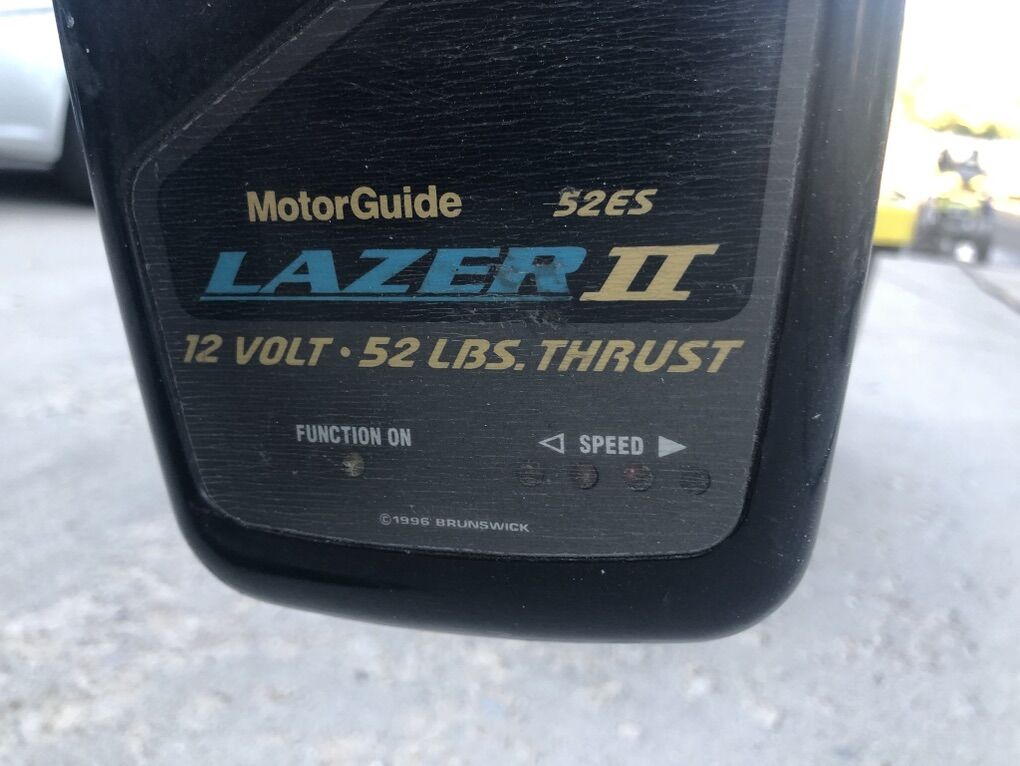 MotorGuide 52ES
LAZER II
12 VOLT · 52 LBS. THRUST
FUNCTION ON
SPEED
©1996 BRUNSWICK